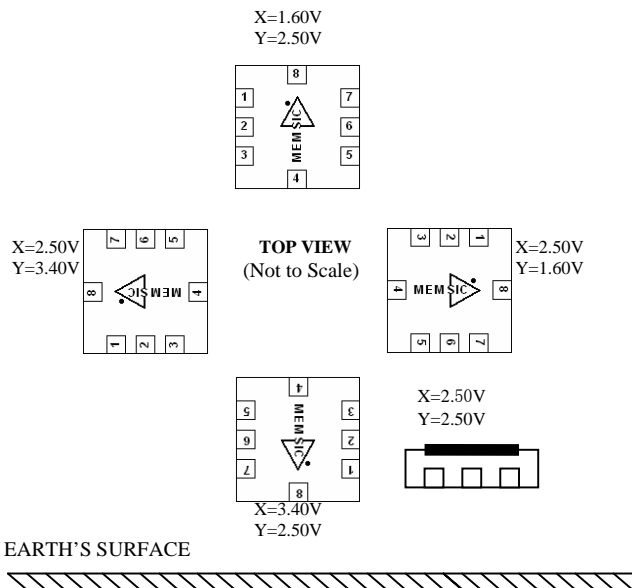 X=1.60V
Y=2.50V
8
1
7
2
6
3
5
MEMSIC
4
X=2.50V
Y=3.40V
7 6 5
8
MEMSIC
4
1 2 3
TOP VIEW
(Not to Scale)
3 2 1
4
MEMSIC
8
5 6 7
X=2.50V
Y=1.60V
4
5
3
MEMSIC
6
2
7
1
8
X=3.40V
Y=2.50V
X=2.50V
Y=2.50V
EARTH'S SURFACE